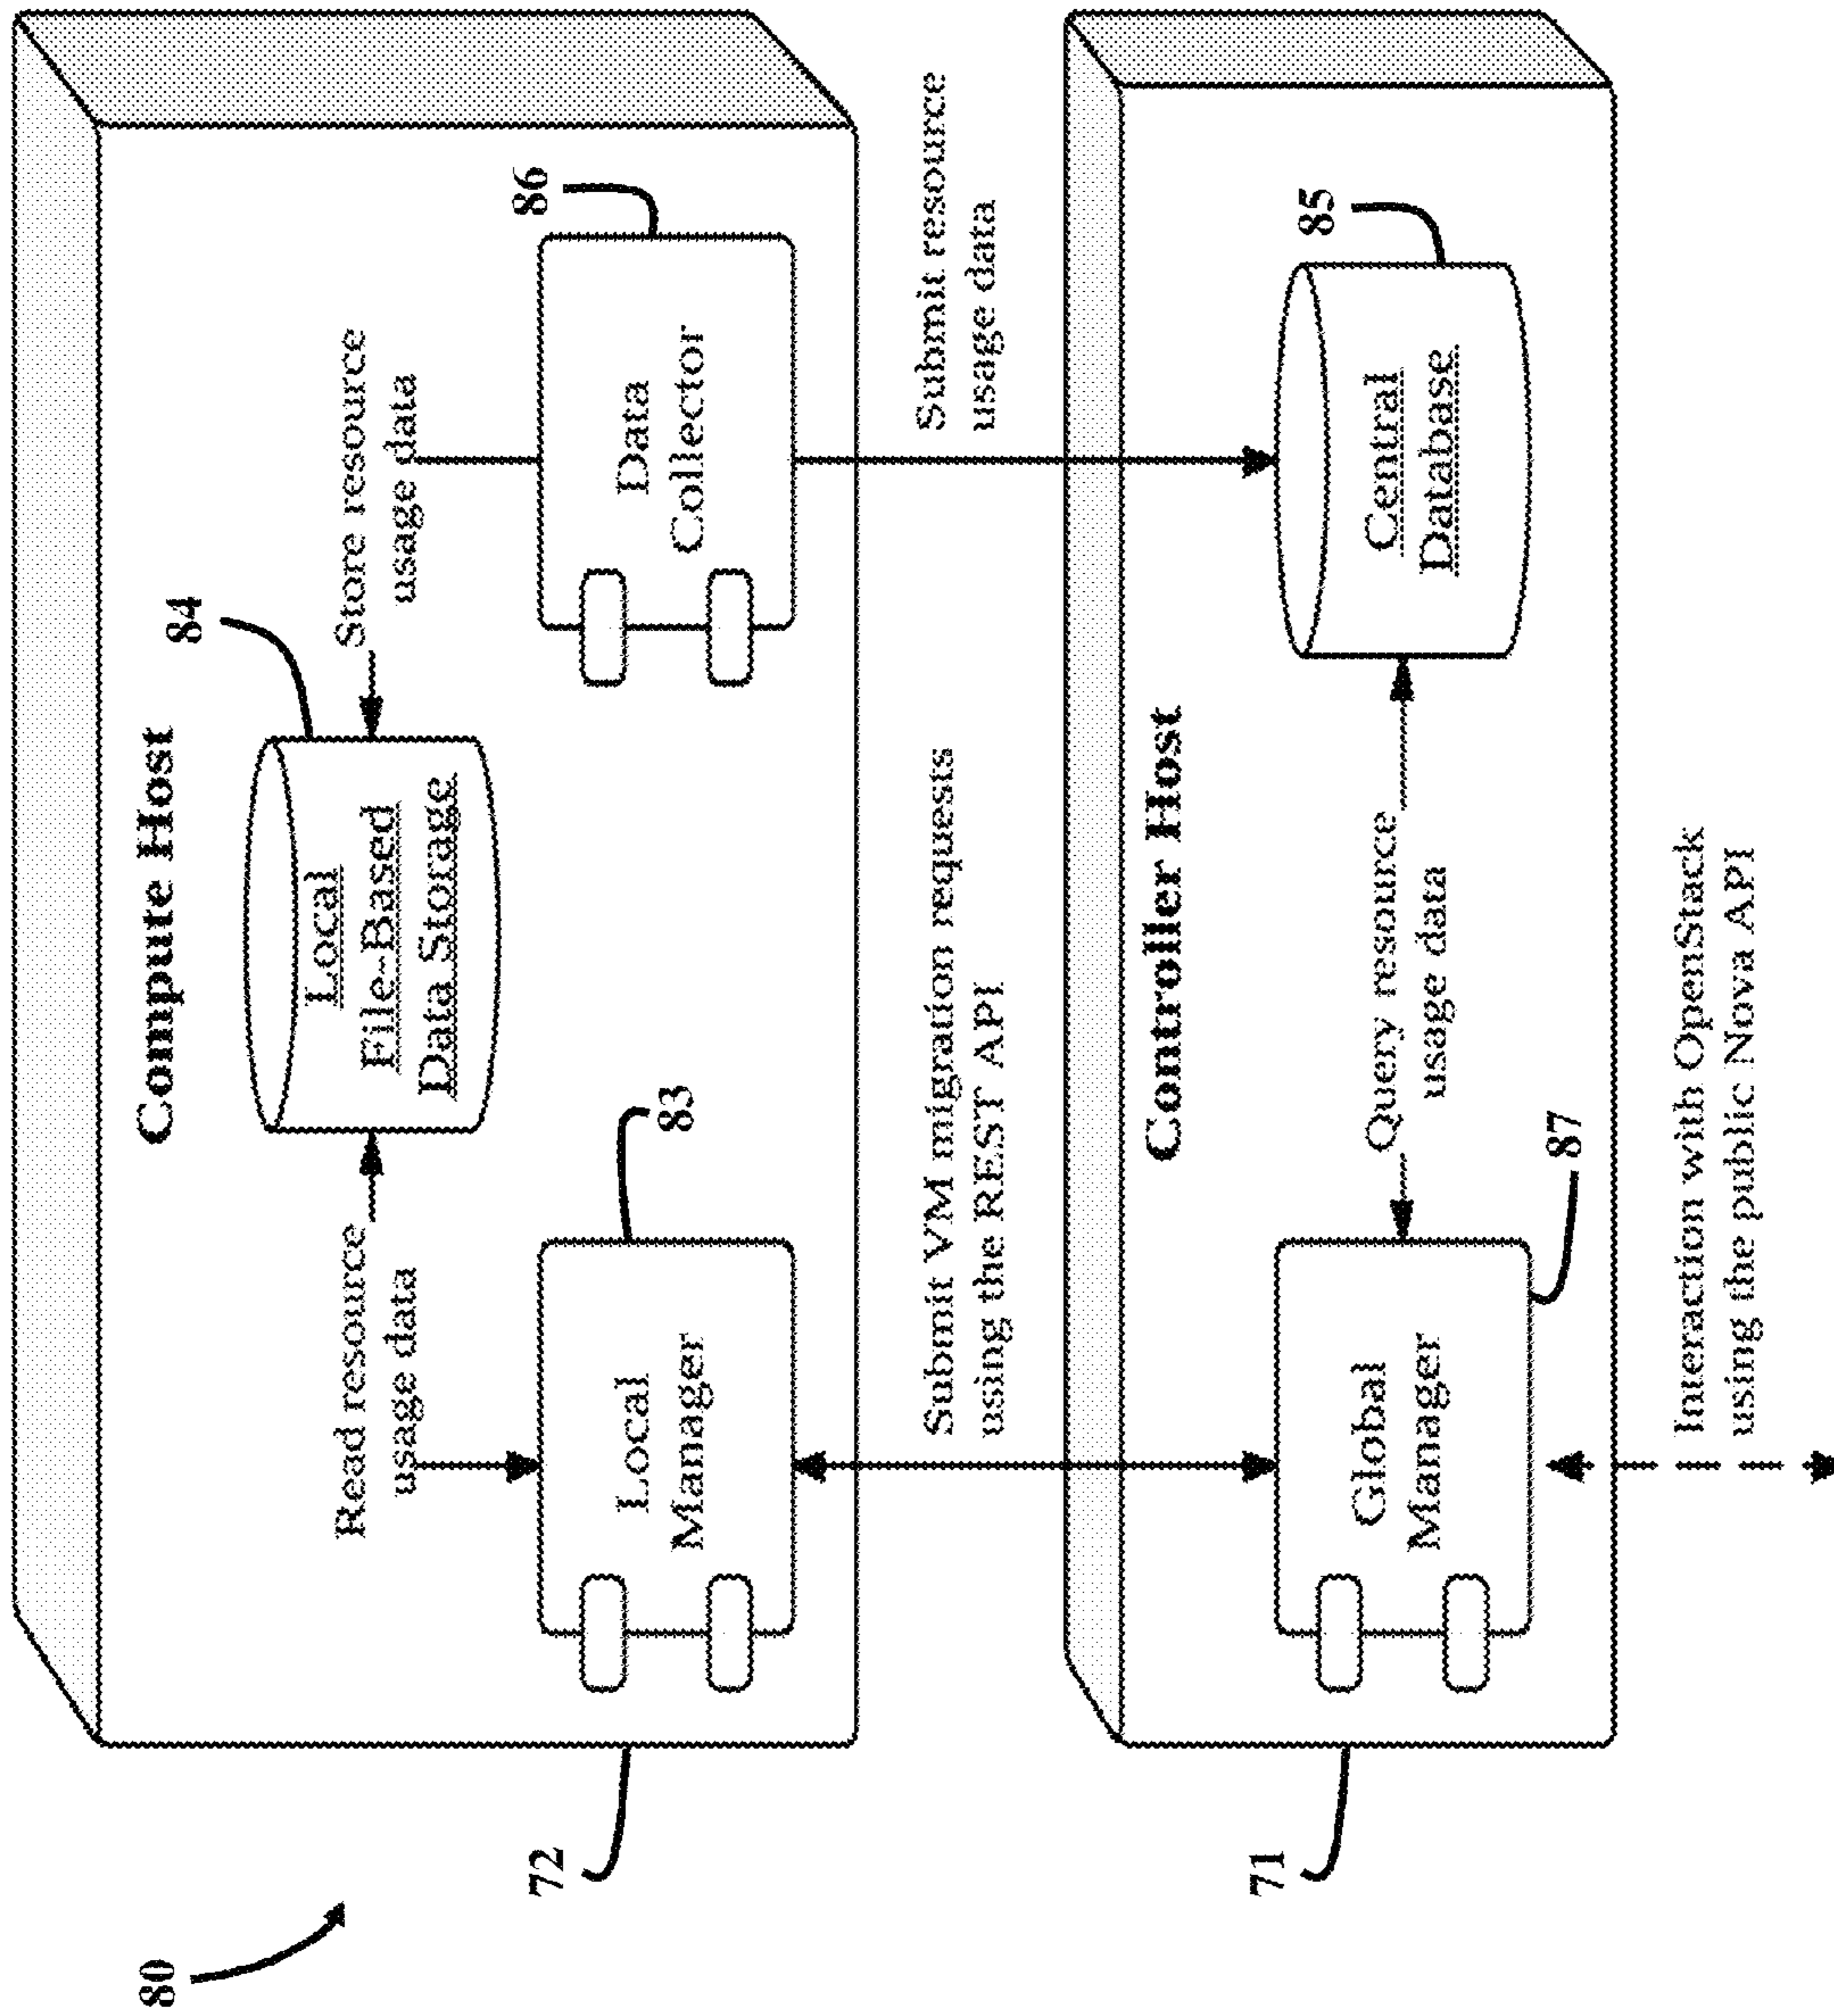 80
Compute Host
84
Read resource
usage data
Local
File-Based
Data Storage
Store resource
usage data
72
Local
Manager
83
Data
Collector
86
Submit VM migration requests
using the REST API
Submit resource
usage data
Controller Host
71
Global
Manager
87
Query resource
usage data
Central
Database
85
Interaction with OpenStack
using the public Nova API